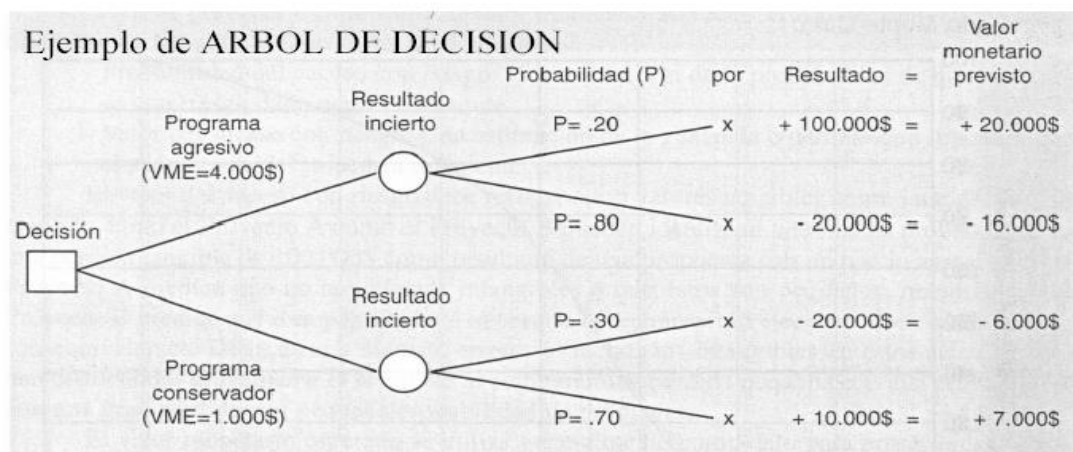 Ejemplo de ARBOL DE DECISION
Valor
monetario
Probabilidad (P) por Resultado = previsto
Resultado
incierto
Programa
agresivo
(VME=4.000$)
P= .20 x + 100.000$ = + 20.000$
P= .80 x - 20.000$ = - 16.000$
Decisión
Resultado
incierto
P= .30 x - 20.000$ = - 6.000$
Programa
conservador
(VME=1.000$)
P= .70 x + 10.000$ = + 7.000$